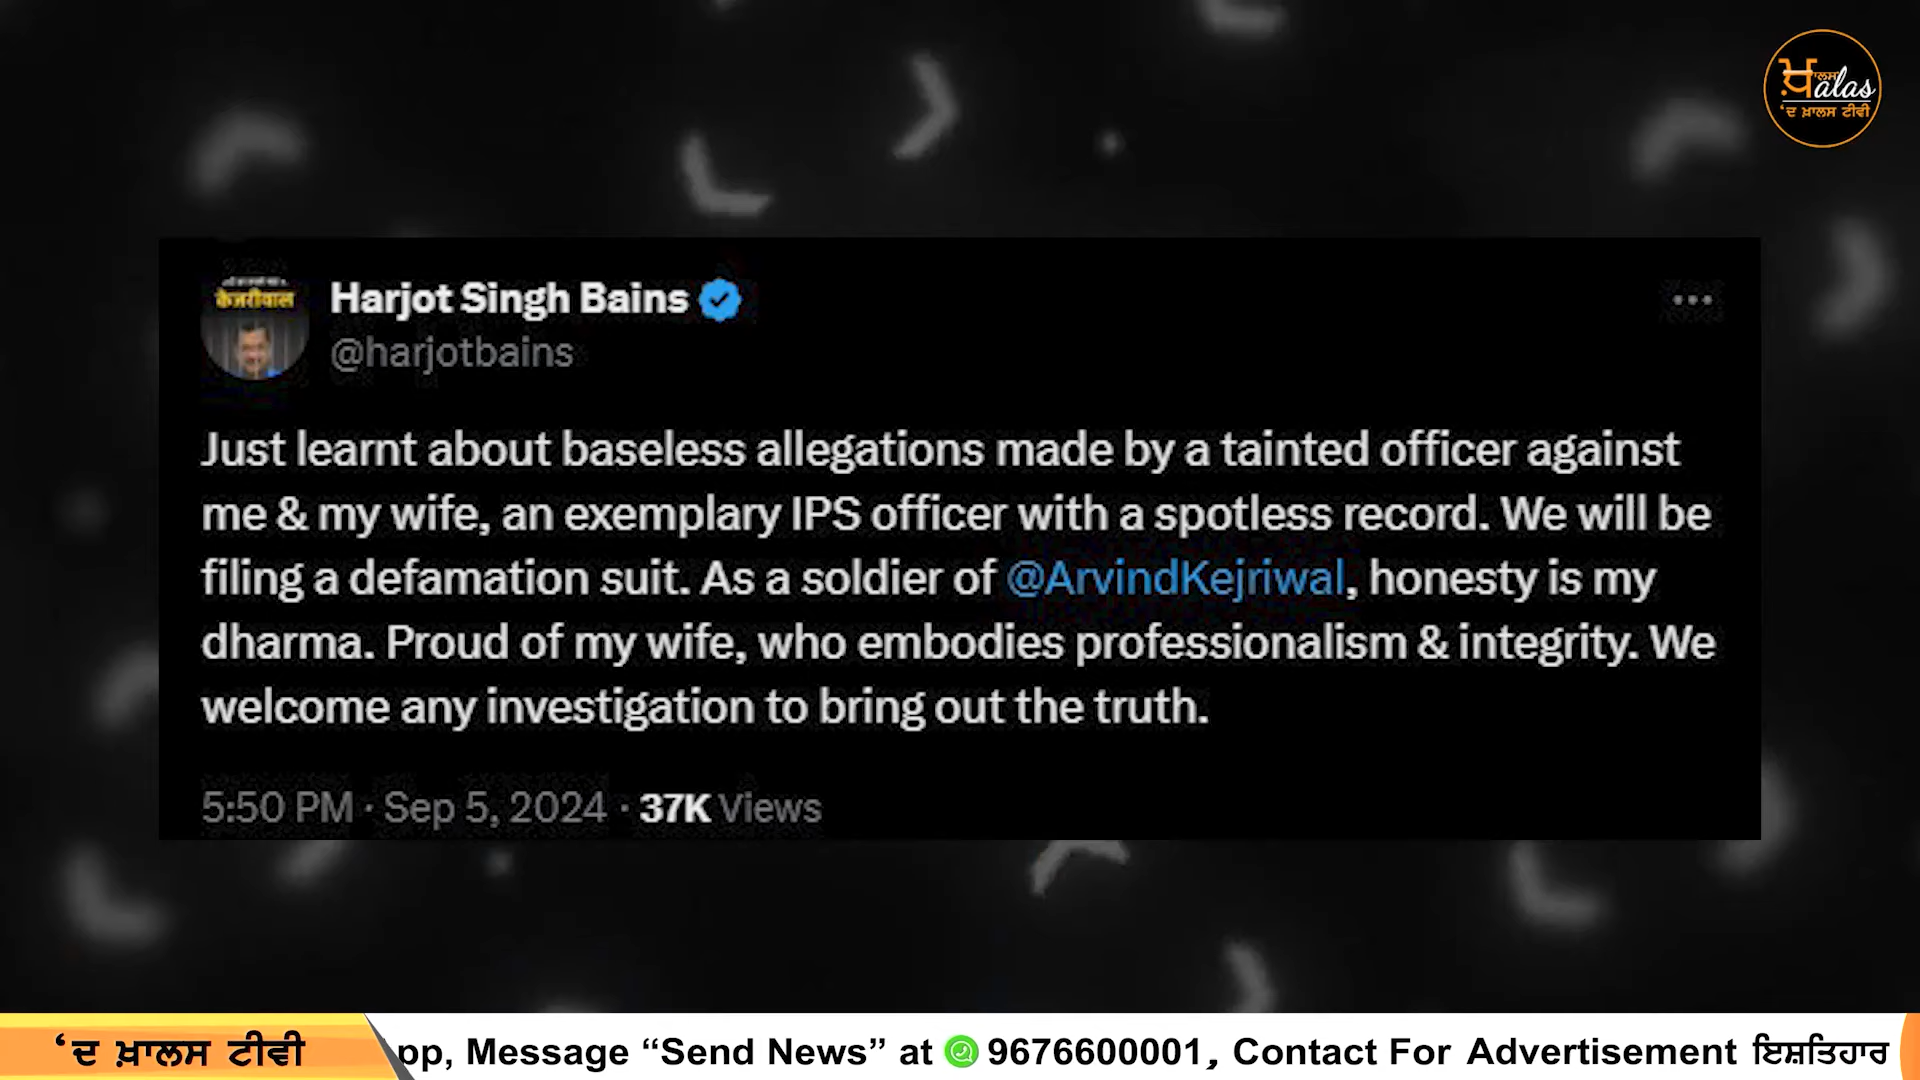 ਖ਼ਾਲਸ
alas
‘ਦ ਖ਼ਾਲਸ ਟੀਵੀ
केजरीवाल
Harjot Singh Bains
@harjotbains
Just learnt about baseless allegations made by a tainted officer against
me & my wife, an exemplary IPS officer with a spotless record. We will be
filing a defamation suit. As a soldier of @ArvindKejriwal, honesty is my
dharma. Proud of my wife, who embodies professionalism & integrity. We
welcome any investigation to bring out the truth.
5:50 PM · Sep 5, 2024 · 37K Views
‘ਦ ਖ਼ਾਲਸ ਟੀਵੀ
pp, Message “Send News” at 9676600001, Contact For Advertisement ਇਸ਼ਤਿਹਾਰ